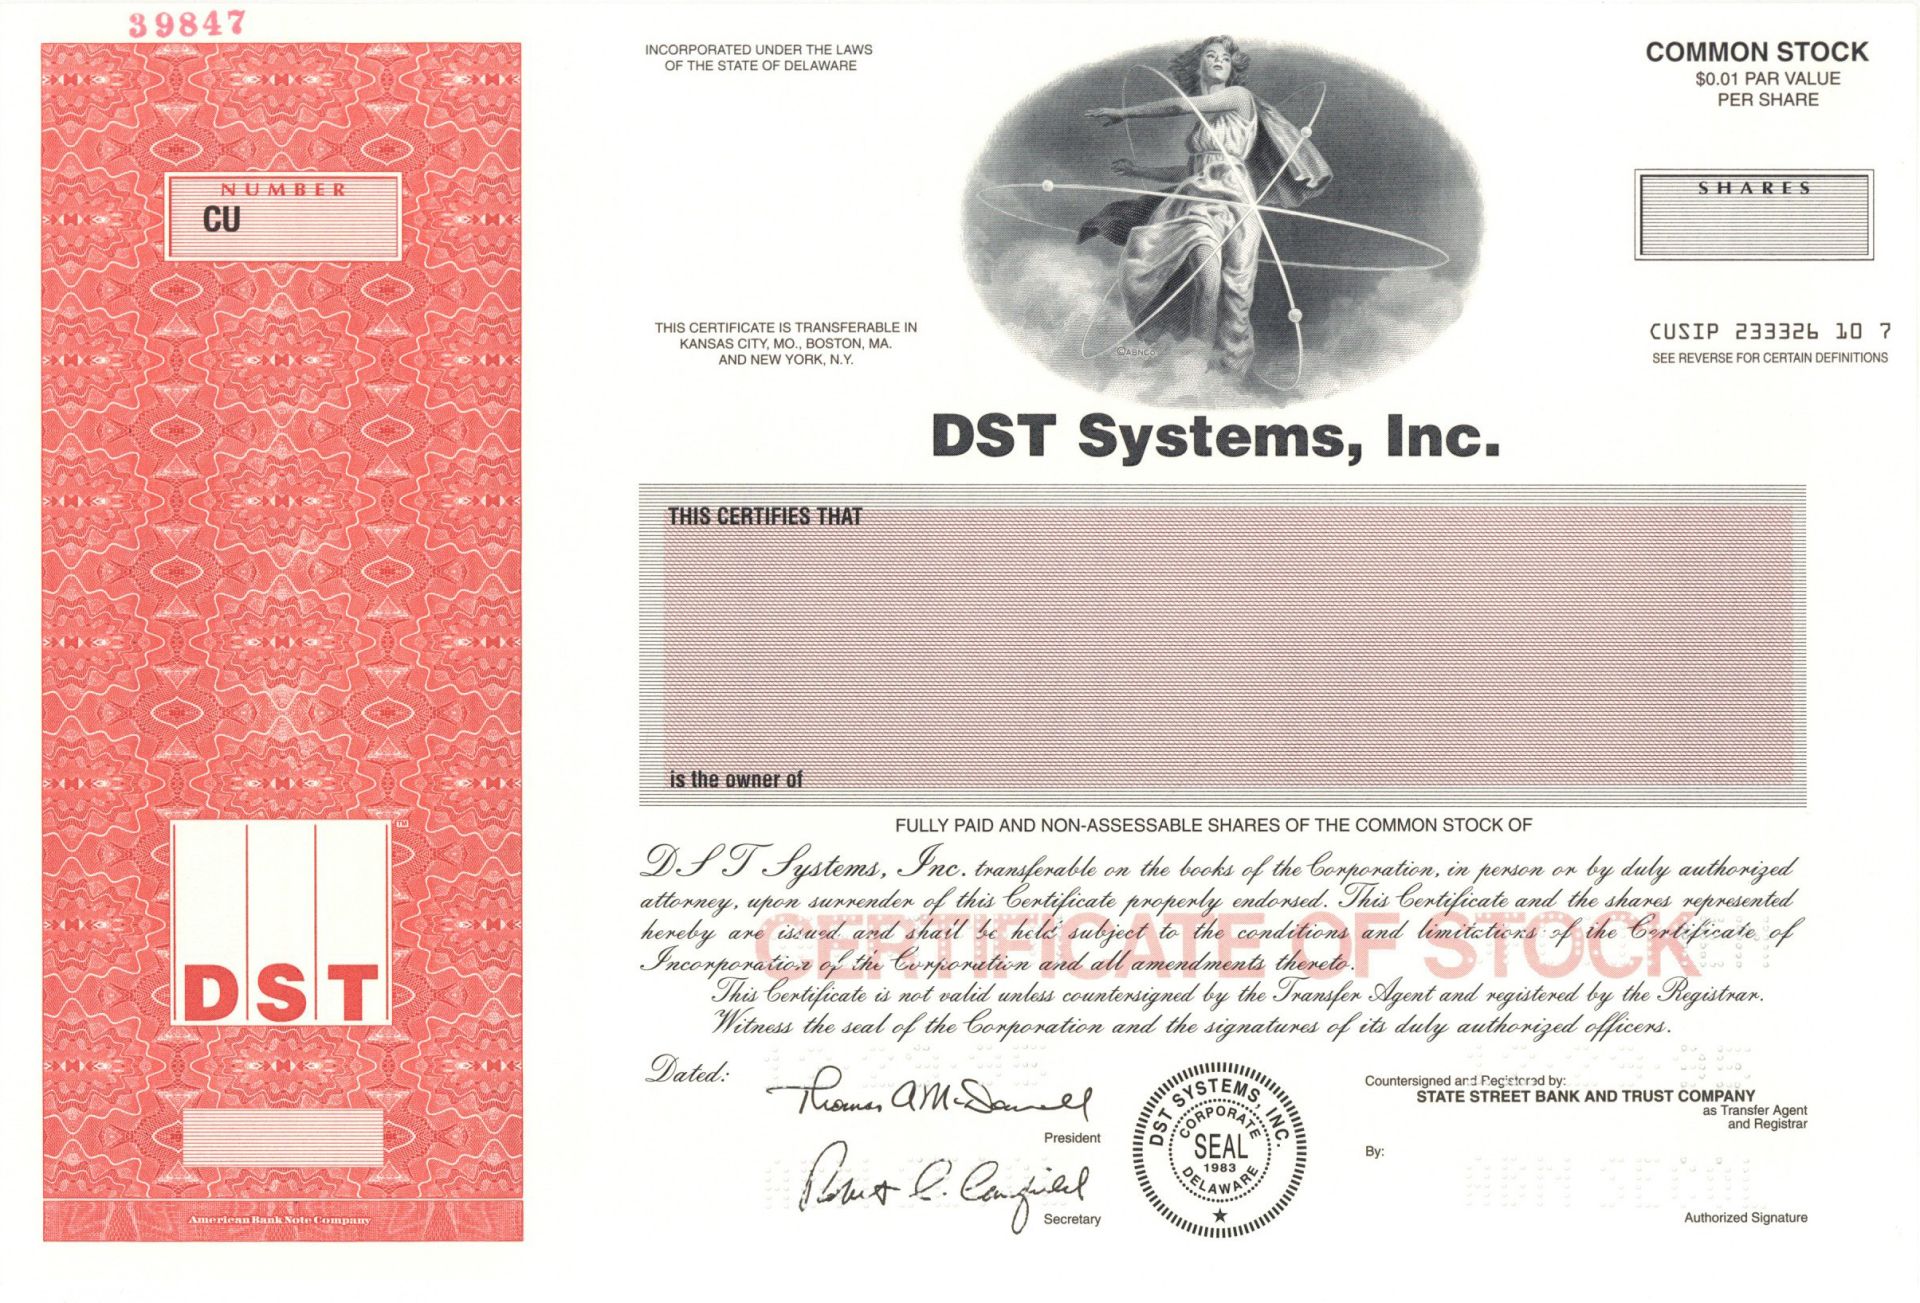 39847
INCORPORATED UNDER THE LAWS
OF THE STATE OF DELAWARE
COMMON STOCK
$0.01 PAR VALUE
PER SHARE
NUMBER
CU
SHARES
THIS CERTIFICATE IS TRANSFERABLE IN
KANSAS CITY, MO., BOSTON, MA.
AND NEW YORK, N.Y.
©ABNCo
CUSIP 233326 10 7
SEE REVERSE FOR CERTAIN DEFINITIONS
DST Systems, Inc.
THIS CERTIFIES THAT
is the owner of
FULLY PAID AND NON-ASSESSABLE SHARES OF THE COMMON STOCK OF
DST Systems, Inc. transferable on the books of the Corporation, in person or by duly authorized
attorney, upon surrender of this Certificate properly endorsed. This Certificate and the shares represented
hereby are issued and shall be held subject to the conditions and limitations of the Certificate of
Incorporation of the Corporation and all amendments thereto.
This Certificate is not valid unless countersigned by the Transfer Agent and registered by the Registrar.
Witness the seal of the Corporation and the signatures of its duly authorized officers.
CERTIFICATE OF STOCK
TM
DST
Dated:
Thomas A McDonnell
President
Robert C. Canfield
Secretary
DST SYSTEMS, INC.
CORPORATE
SEAL
1983
DELAWARE
Countersigned and Registered by:
STATE STREET BANK AND TRUST COMPANY
as Transfer Agent
and Registrar
By:
Authorized Signature
American Bank Note Company